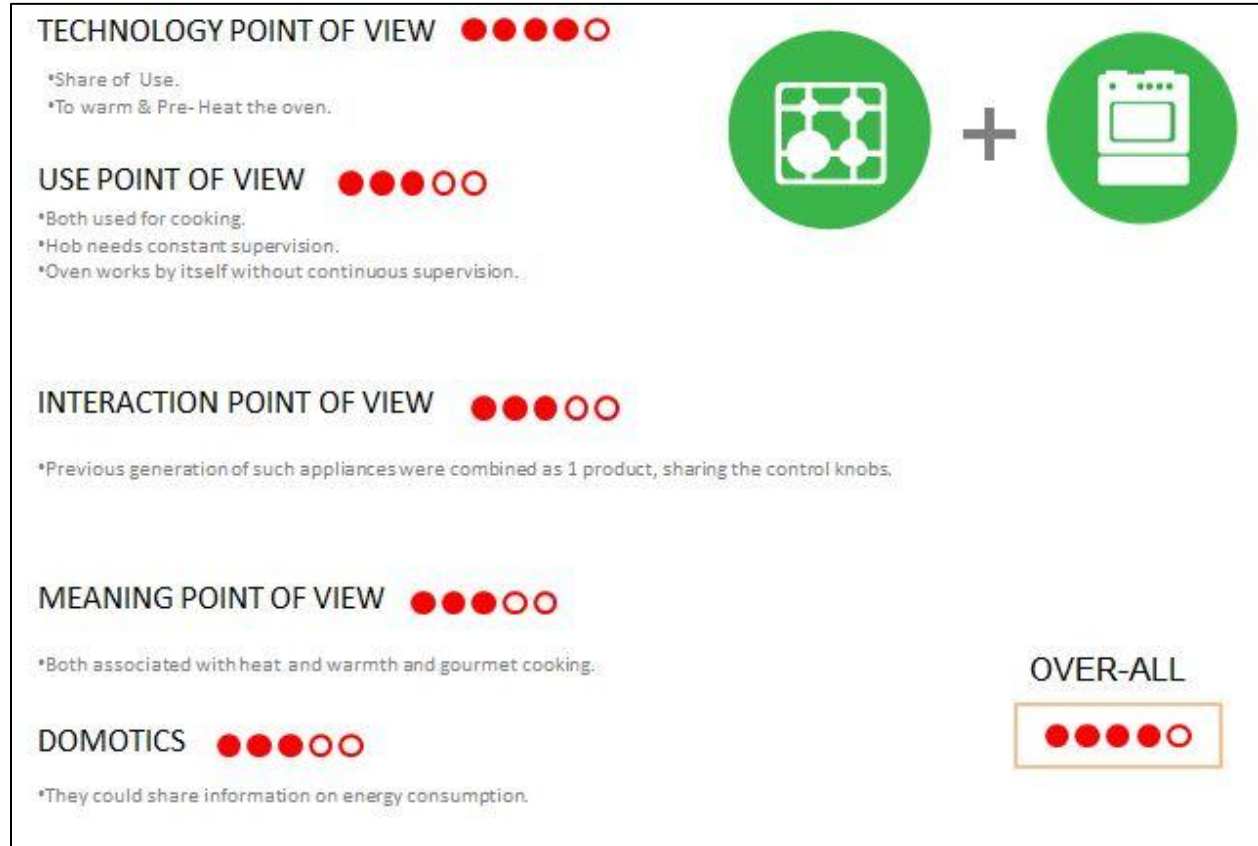 TECHNOLOGY POINT OF VIEW
•Share of Use.
•To warm & Pre- Heat the oven.
USE POINT OF VIEW
•Both used for cooking.
•Hob needs constant supervision.
•Oven works by itself without continuous supervision.
INTERACTION POINT OF VIEW
•Previous generation of such appliances were combined as 1 product, sharing the control knobs.
MEANING POINT OF VIEW
•Both associated with heat and warmth and gourmet cooking.
OVER-ALL
DOMOTICS
•They could share information on energy consumption.